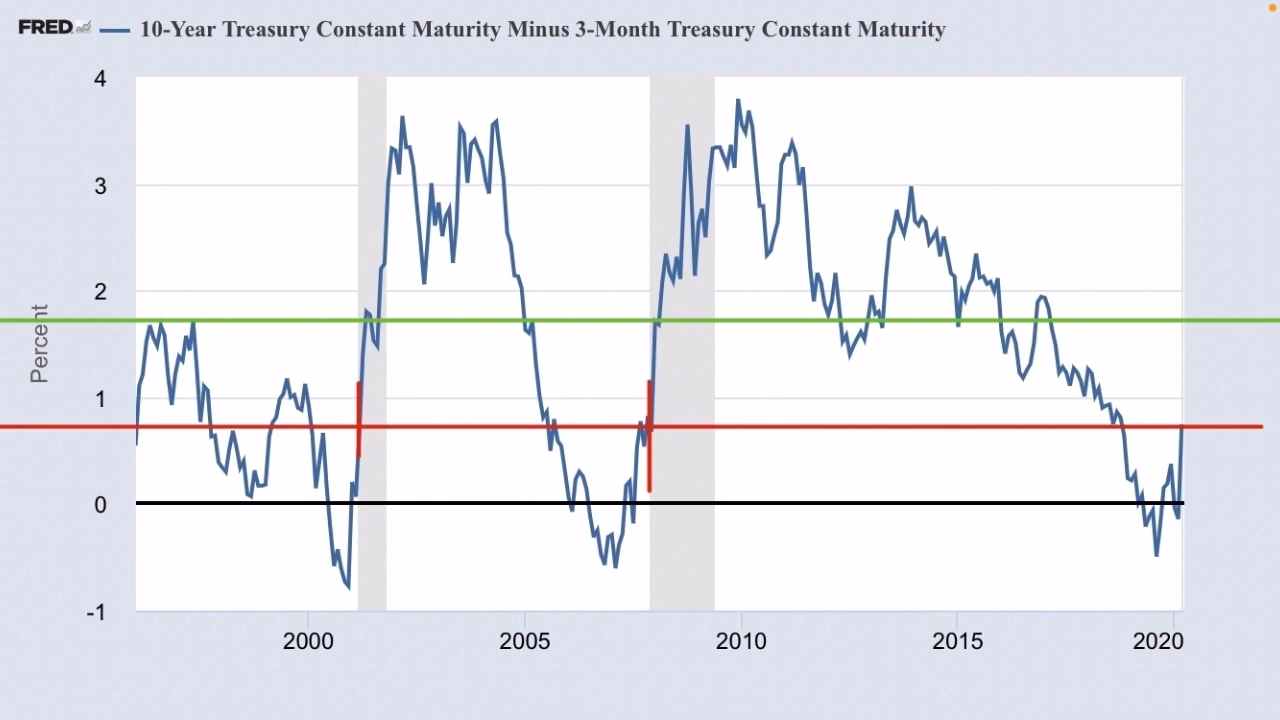 FRED 10-Year Treasury Constant Maturity Minus 3-Month Treasury Constant Maturity
4
3
2
1
0
-1
Percent
2000 2005 2010 2015 2020